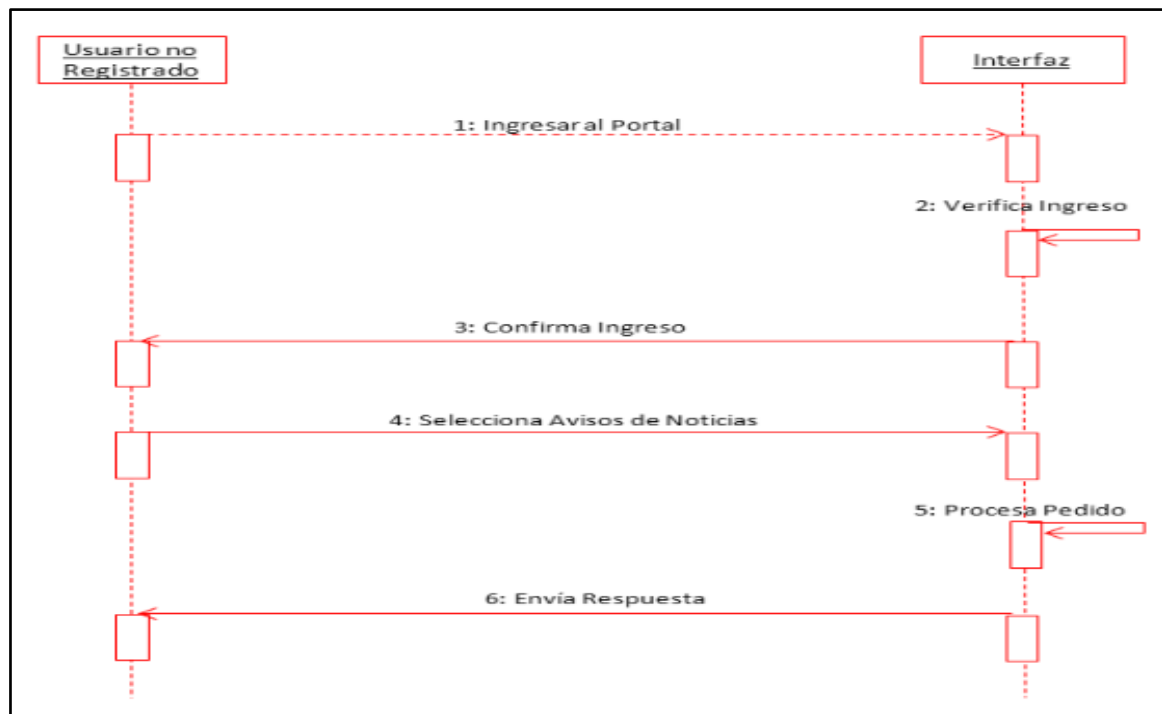 Usuario no
Registrado
Interfaz
1: Ingresar al Portal
2: Verifica Ingreso
3: Confirma Ingreso
4: Selecciona Avisos de Noticias
5: Procesa Pedido
6: Envía Respuesta